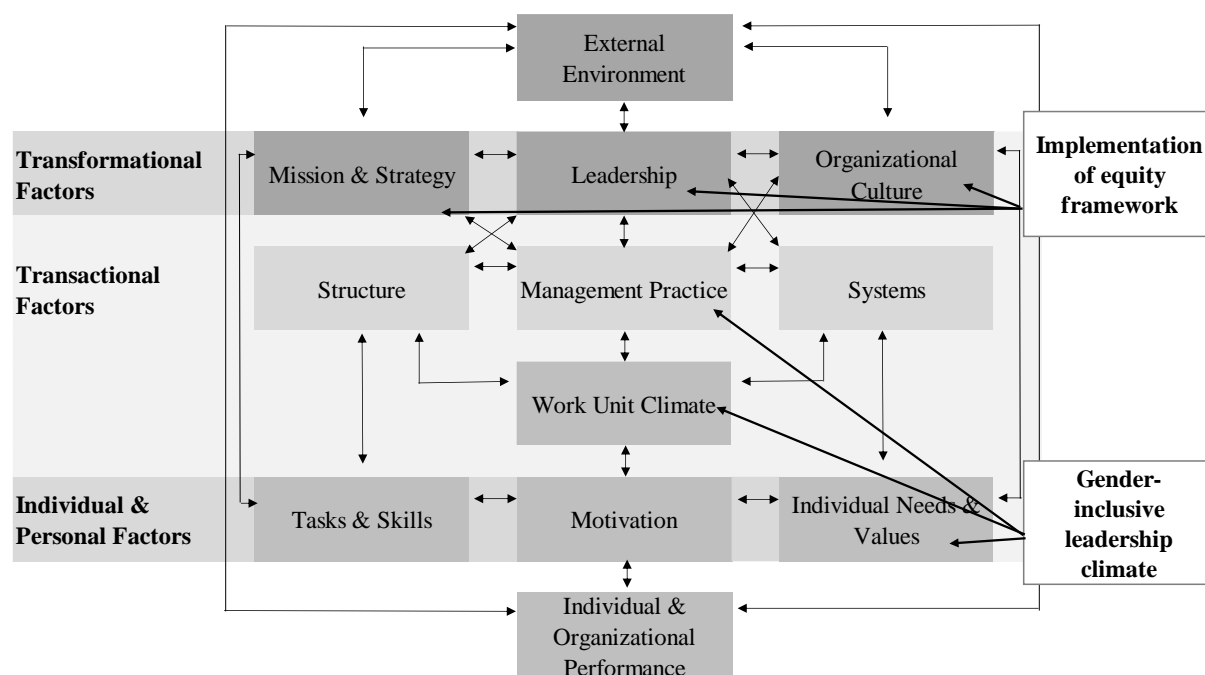 External
Environment
Transformational
Factors
Mission & Strategy
Leadership
Organizational
Culture
Implementation
of equity
framework
Transactional
Factors
Structure
Management Practice
Systems
Work Unit Climate
Individual &
Personal Factors
Tasks & Skills
Motivation
Individual Needs &
Values
Gender-
inclusive
leadership
climate
Individual &
Organizational
Performance